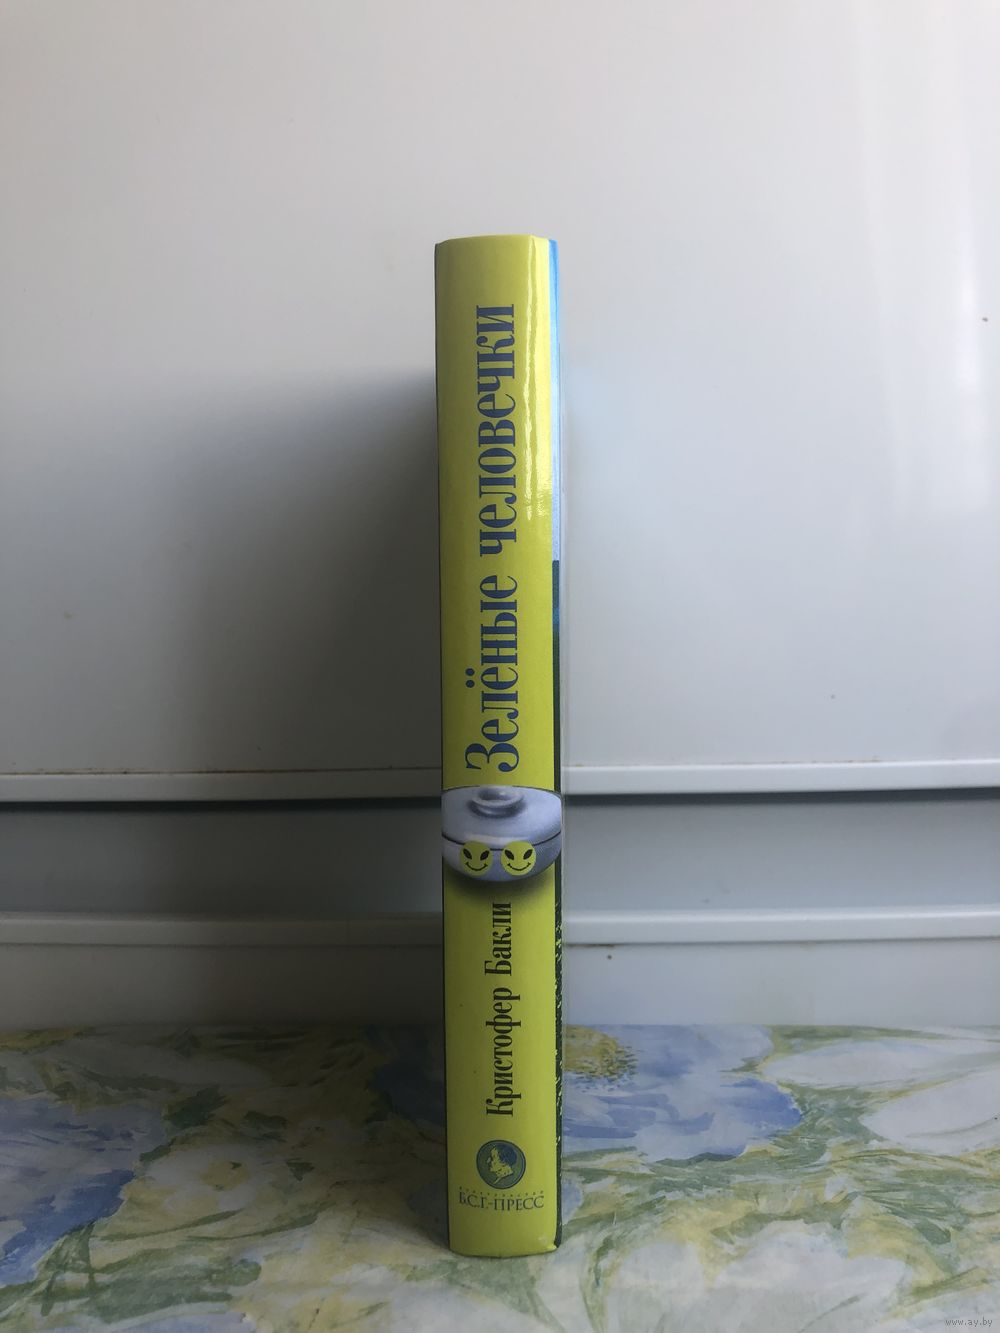 Зелёные человечки
Кристофер Бакли
Б.С.Г.-ПРЕСС
www.ay.by